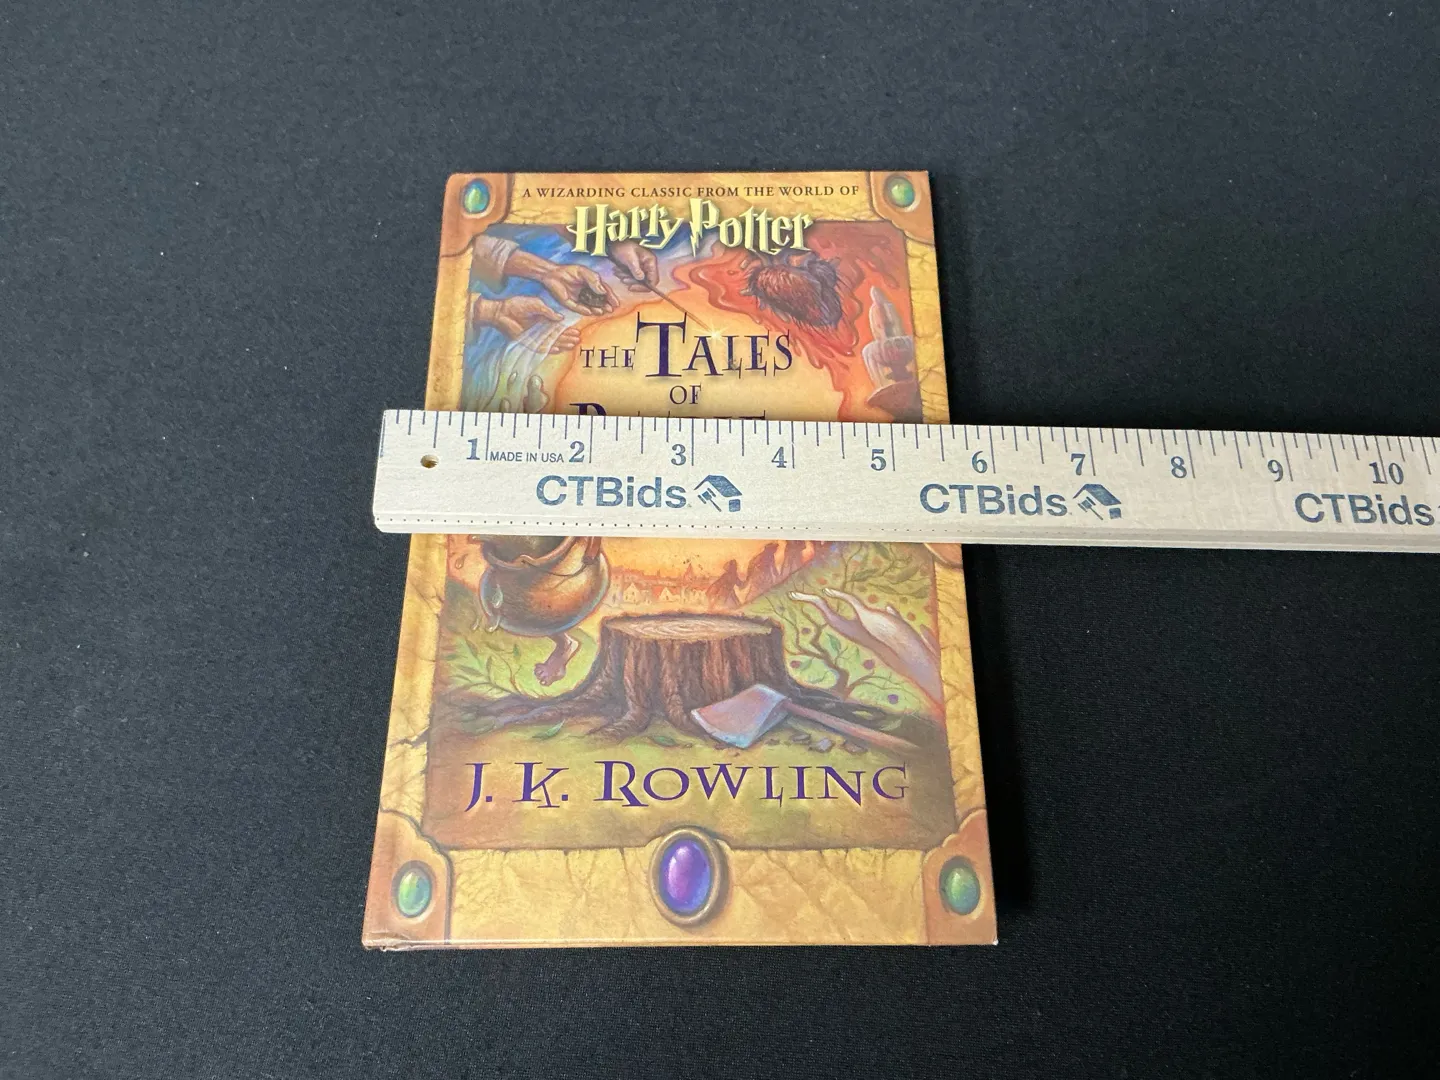 A WIZARDING CLASSIC FROM THE WORLD OF
Harry Potter
THE TALES
OF
1 MADE IN USA 2 3 4 5 6 7 8 9 10
CTBids CTBids CTBids
J. K. ROWLING